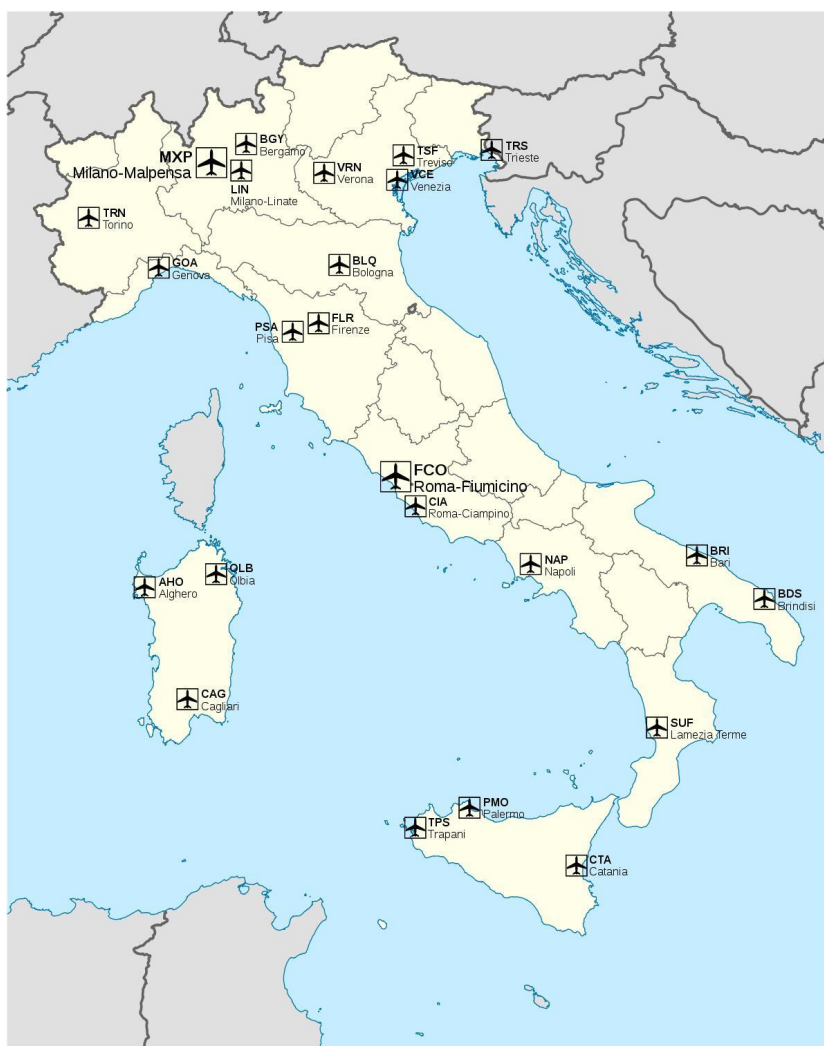 BGY
Bergamo
MXP
Milano-Malpensa
LIN
Milano-Linate
VRN
Verona
TSF
Treviso
VCE
Venezia
TRS
Trieste
TRN
Torino
GOA
Genova
BLQ
Bologna
PSA
Pisa
FLR
Firenze
FCO
Roma-Fiumicino
CIA
Roma-Ciampino
NAP
Napoli
BRI
Bari
BDS
Brindisi
OLB
Olbia
AHO
Alghero
CAG
Cagliari
SUF
Lamezia Terme
PMO
Palermo
TPS
Trapani
CTA
Catania